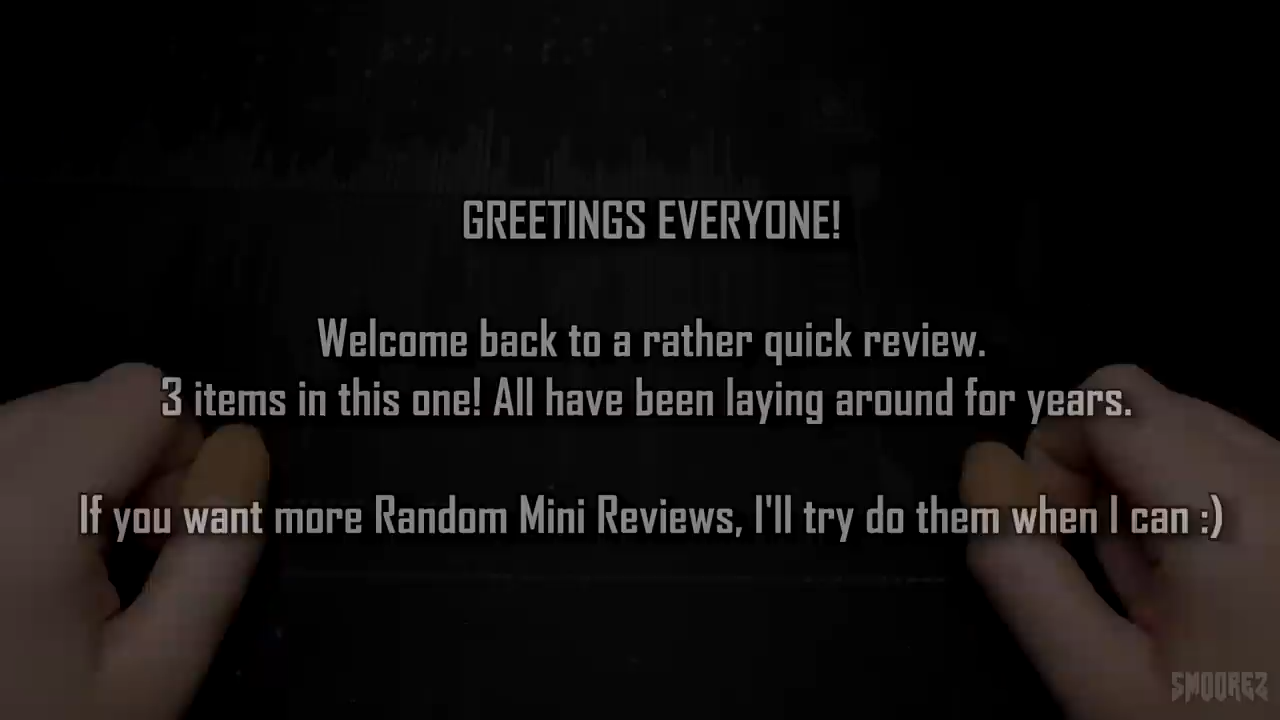 GREETINGS EVERYONE!
Welcome back to a rather quick review.
3 items in this one! All have been laying around for years.
If you want more Random Mini Reviews, I'll try do them when I can :)
SMOOREZ